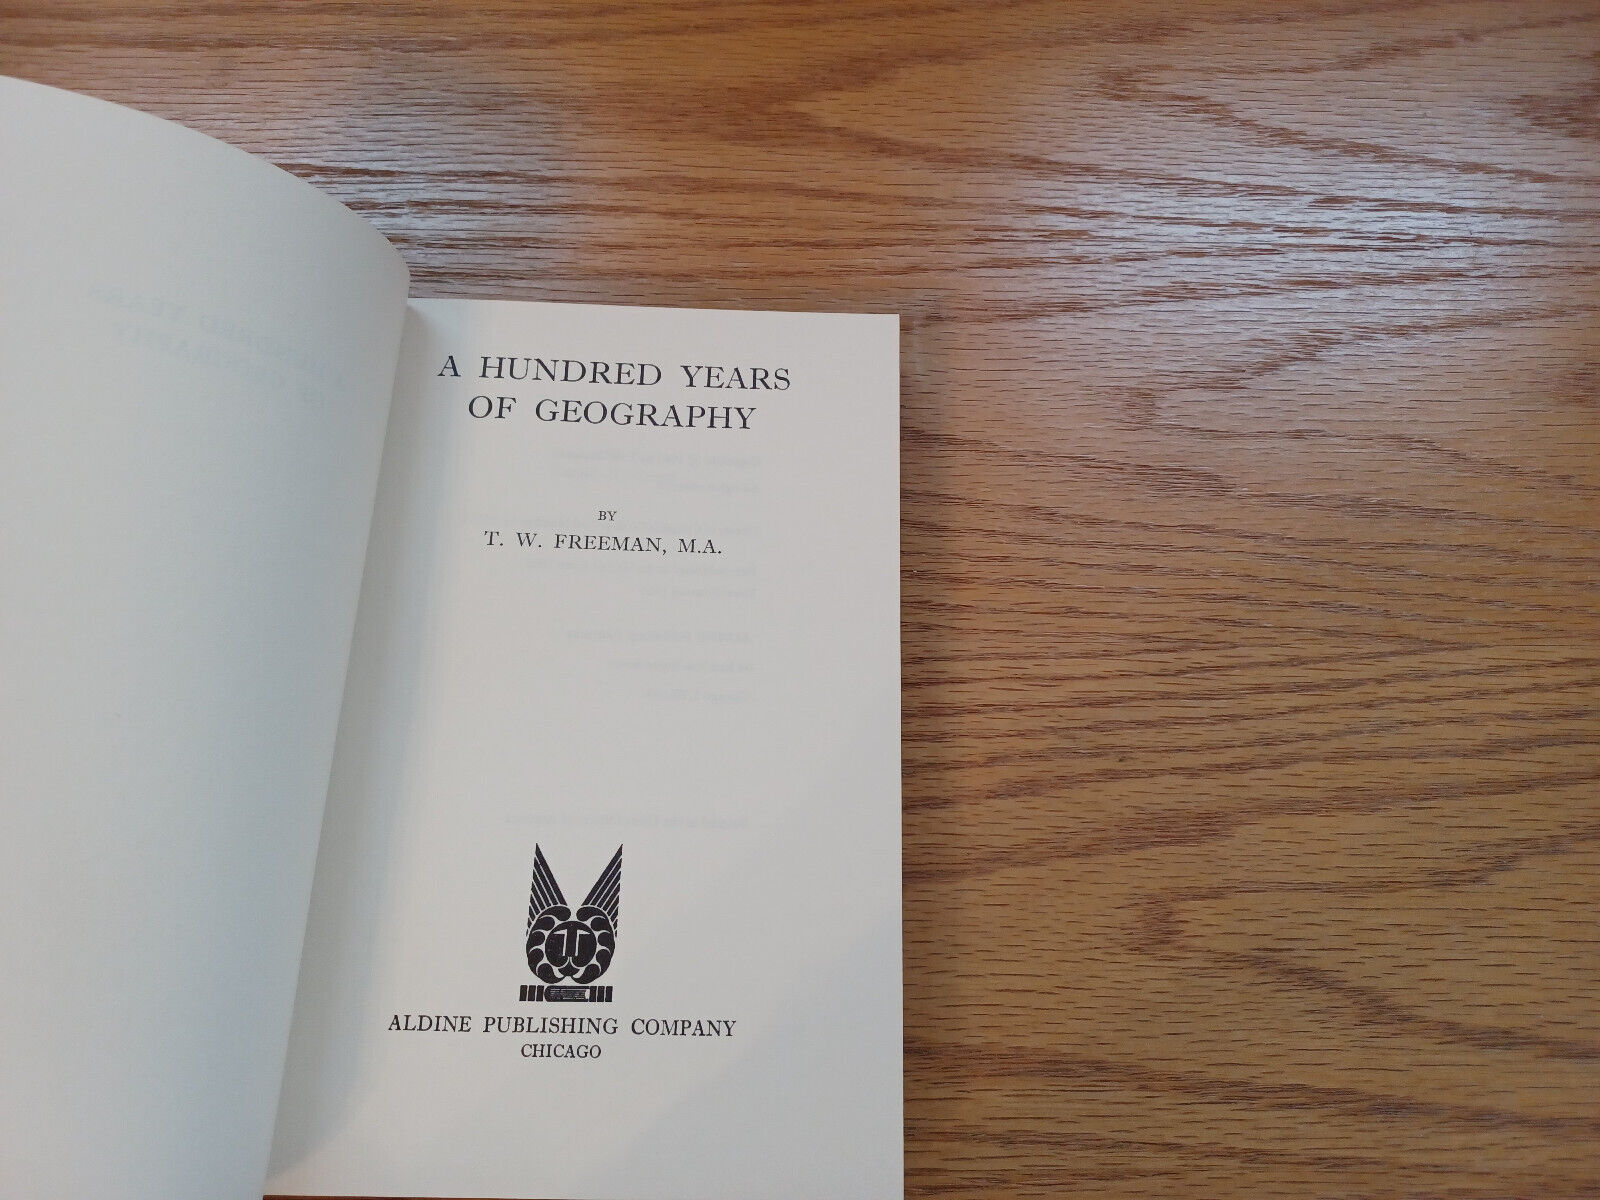 A HUNDRED YEARS
OF GEOGRAPHY
BY
T. W. FREEMAN, M.A.
ALDINE PUBLISHING COMPANY
CHICAGO